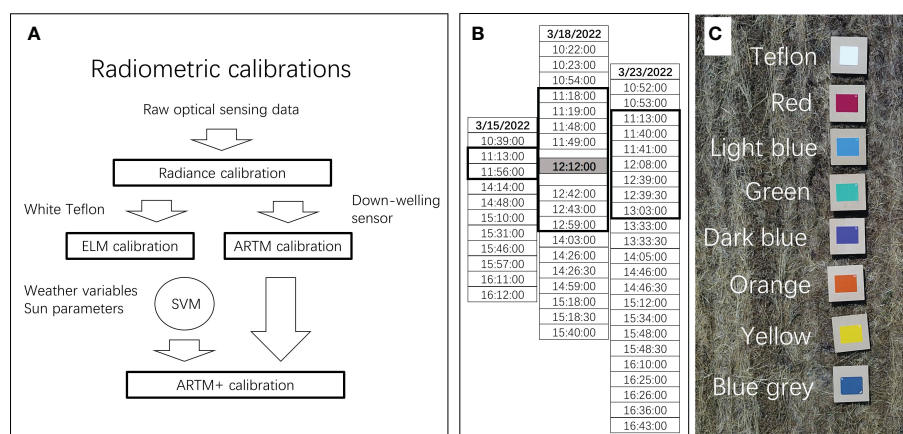 A
Radiometric calibrations
Raw optical sensing data
Radiance calibration
White Teflon
Down-welling
sensor
ELM calibration
ARTM calibration
Weather variables
Sun parameters
SVM
ARTM+ calibration
B
3/15/2022
10:39:00
11:13:00
11:56:00
14:14:00
14:48:00
15:10:00
15:31:00
15:46:00
15:57:00
16:11:00
16:12:00
3/18/2022
10:22:00
10:23:00
10:54:00
11:18:00
11:19:00
11:48:00
11:49:00
12:12:00
12:42:00
12:43:00
12:59:00
14:03:00
14:26:00
14:26:30
14:59:00
15:18:00
15:18:30
15:40:00
3/23/2022
10:52:00
10:53:00
11:13:00
11:40:00
11:41:00
12:08:00
12:39:00
12:39:30
13:03:00
13:33:00
13:33:30
14:05:00
14:46:00
14:46:30
15:12:00
15:34:00
15:48:00
15:48:30
16:10:00
16:25:00
16:26:00
16:36:00
16:43:00
C
Teflon
Red
Light blue
Green
Dark blue
Orange
Yellow
Blue grey